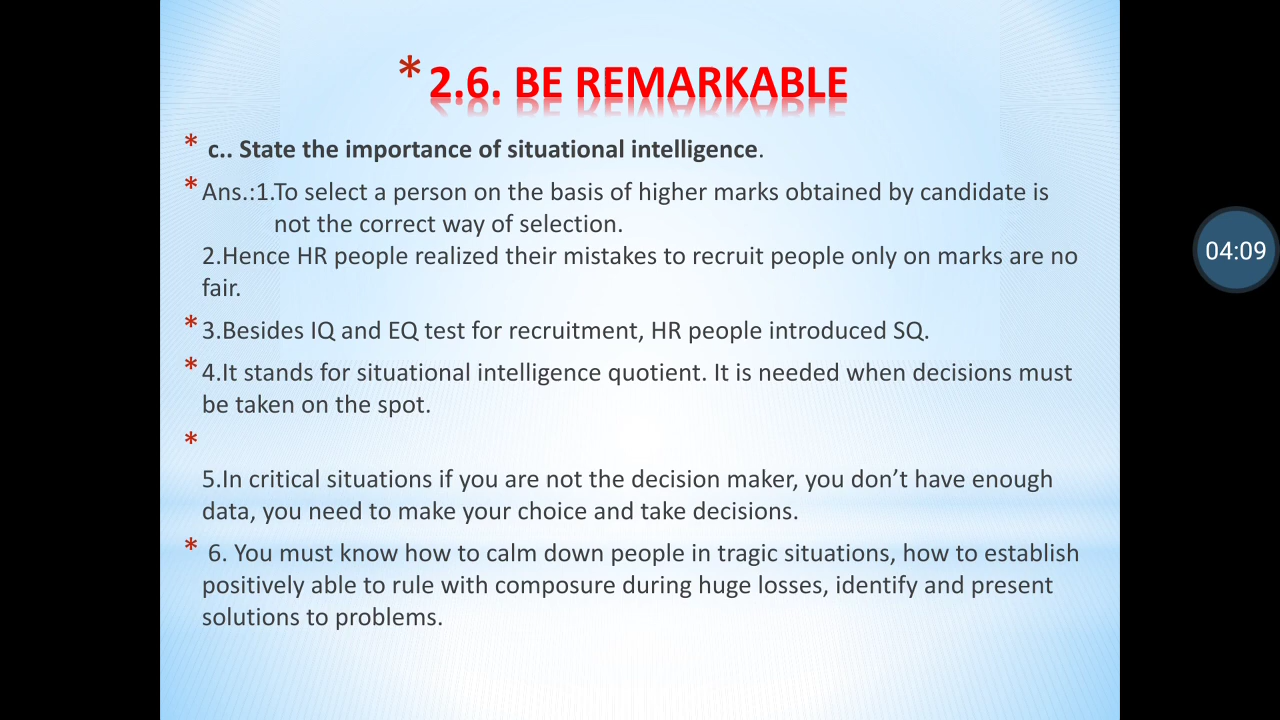 * 2.6. BE REMARKABLE
* c.. State the importance of situational intelligence.
* Ans.:1.To select a person on the basis of higher marks obtained by candidate is
not the correct way of selection.
2.Hence HR people realized their mistakes to recruit people only on marks are no
fair.
* 3.Besides IQ and EQ test for recruitment, HR people introduced SQ.
* 4.It stands for situational intelligence quotient. It is needed when decisions must
be taken on the spot.
*
5.In critical situations if you are not the decision maker, you don’t have enough
data, you need to make your choice and take decisions.
* 6. You must know how to calm down people in tragic situations, how to establish
positively able to rule with composure during huge losses, identify and present
solutions to problems.
04:09